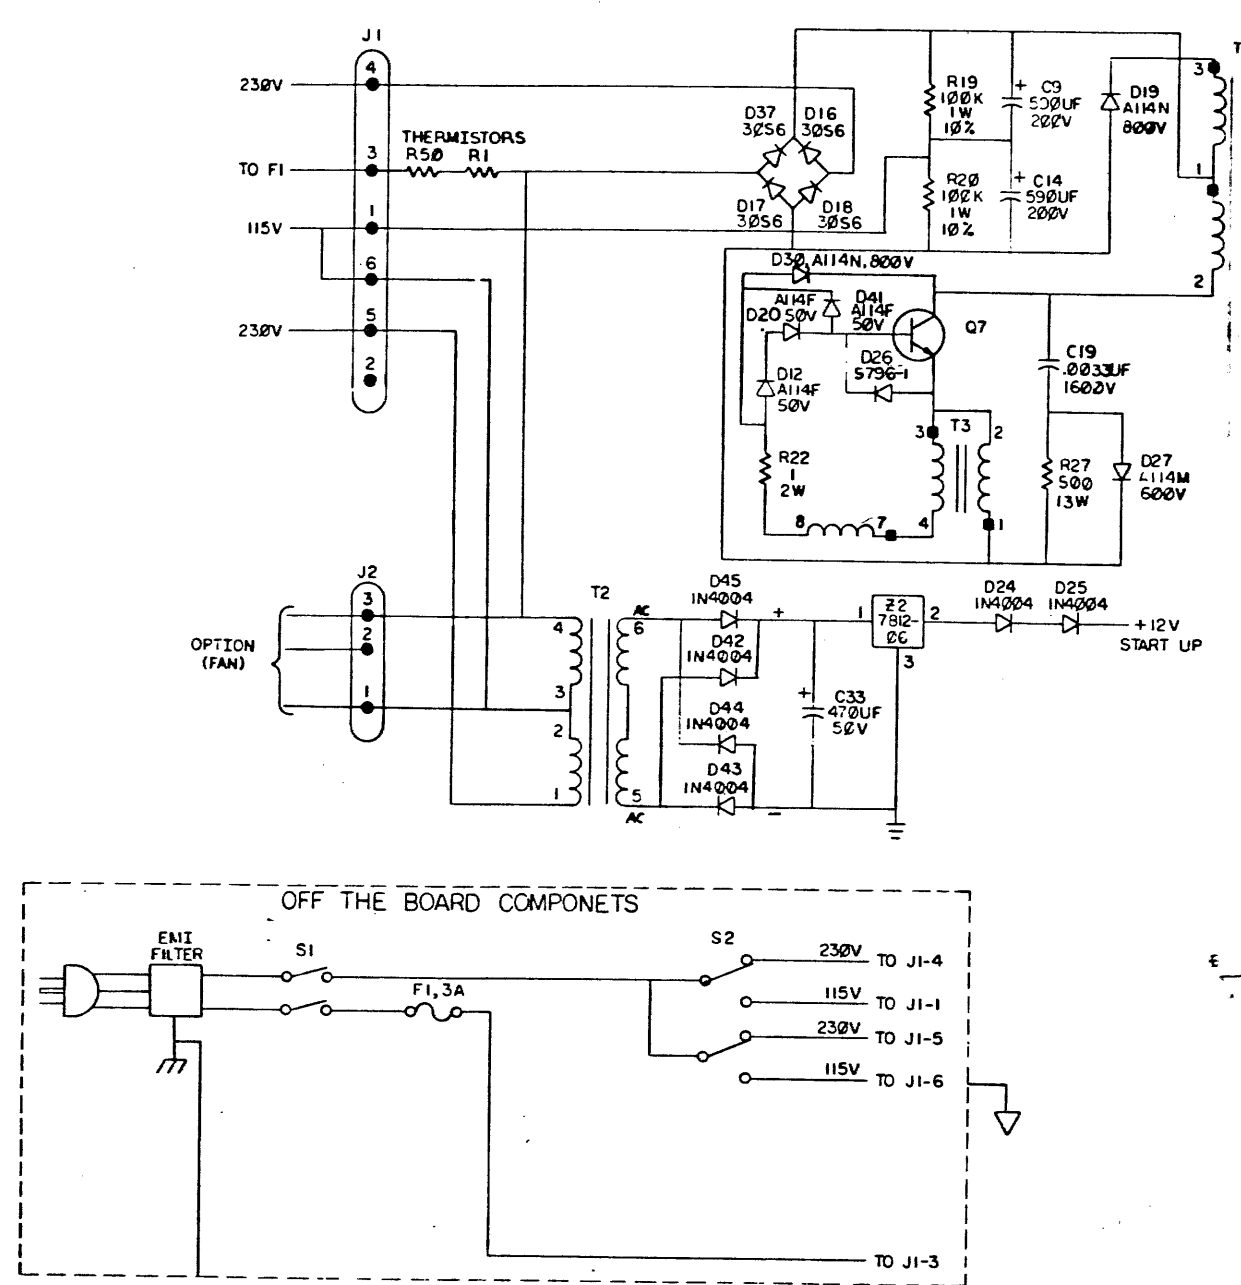 J1
4
230V
3
TO F1
THERMISTORS
R50 R1
1
115V
6
5
230V
2
D37
30S6
D16
30S6
D17
30S6
D18
30S6
R19
100K
1W
10%
C9
590UF
200V
+
D19
A114N
800V
T
3
1
2
R20
100K
1W
10%
+
C14
590UF
200V
D30, A114N, 800V
A114F
D20 50V
D41
A114F
50V
Q7
D26
S796-1
D12
A114F
50V
R22
1
2W
8
7
3
T3
2
4
1
C19
.0033UF
1600V
R27
500
13W
D27
A114M
600V
J2
3
2
1
OPTION
(FAN)
T2
4
3
2
1
AC
6
5
AC
D45
1N4004
D42
1N4004
D44
1N4004
D43
1N4004
+
-
+
C33
470UF
50V
1
Z2
7812-
06
2
3
D24
1N4004
D25
1N4004
+12V
START UP
OFF THE BOARD COMPONETS
EMI
FILTER
S1
F1, 3A
S2
230V TO J1-4
115V TO J1-1
230V TO J1-5
115V TO J1-6
TO J1-3